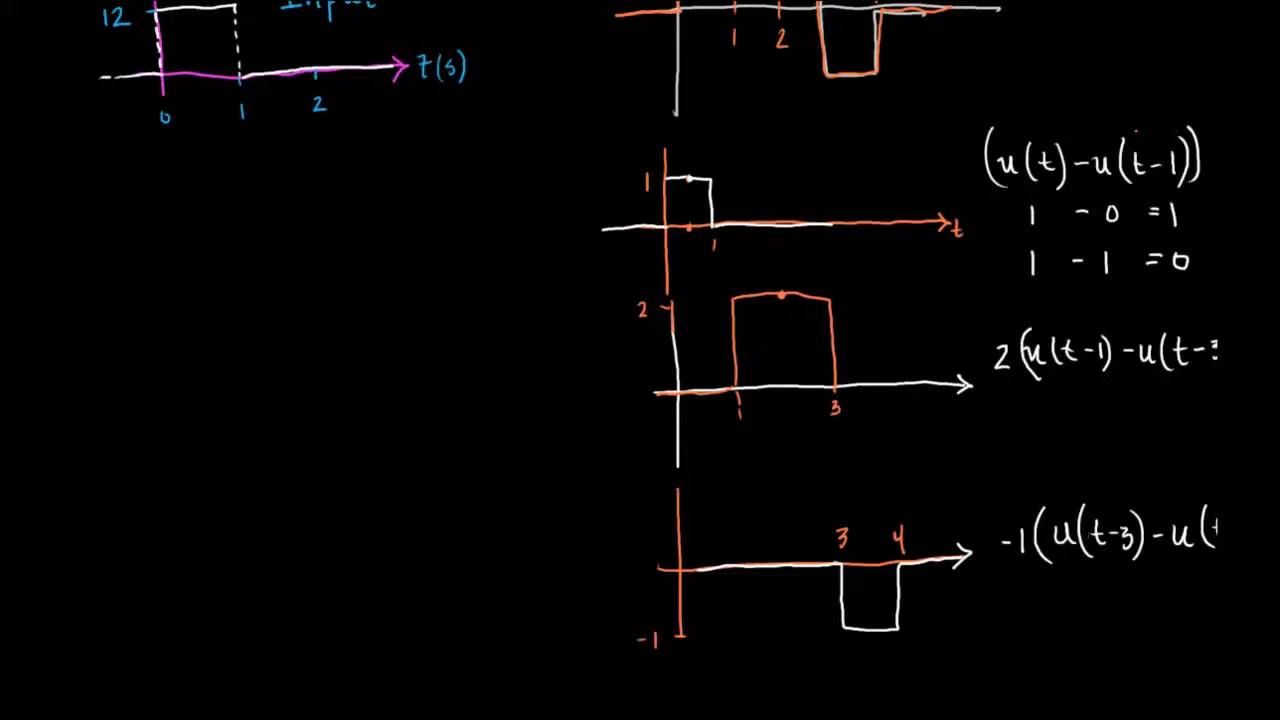 12 Input
t(s)
0 1 2
1 2
(u(t)-u(t-1))
1 - 0 = 1
1 - 1 = 0
1
1
t
2
1 3
2(u(t-1)-u(t-
3 4
-1(u(t-3)-u(
-1